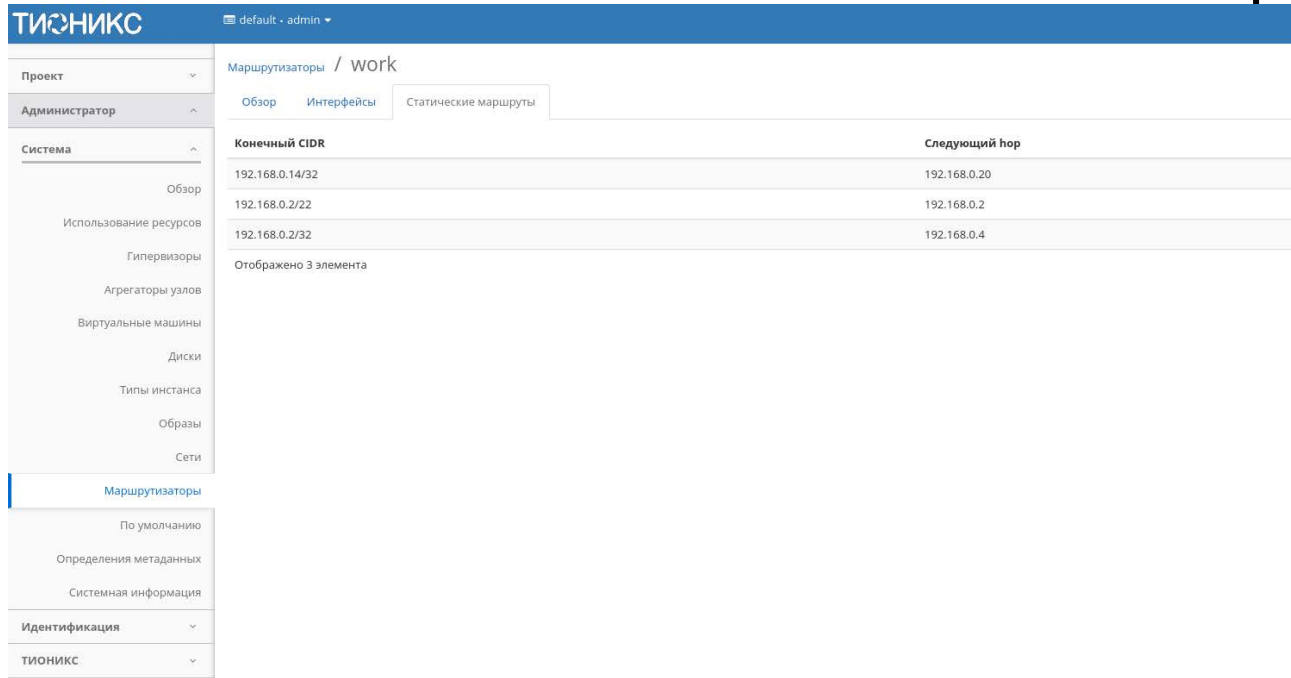 ТИОНИКС
default • admin
Проект
Администратор
Система
Обзор
Использование ресурсов
Гипервизоры
Агрегаторы узлов
Виртуальные машины
Диски
Типы инстанса
Образы
Сети
Маршрутизаторы
По умолчанию
Определения метаданных
Системная информация
Идентификация
ТИОНИКС
Маршрутизаторы / work
Обзор Интерфейсы Статические маршруты
Конечный CIDR Следующий hop
192.168.0.14/32 192.168.0.20
192.168.0.2/22 192.168.0.2
192.168.0.2/32 192.168.0.4
Отображено 3 элемента